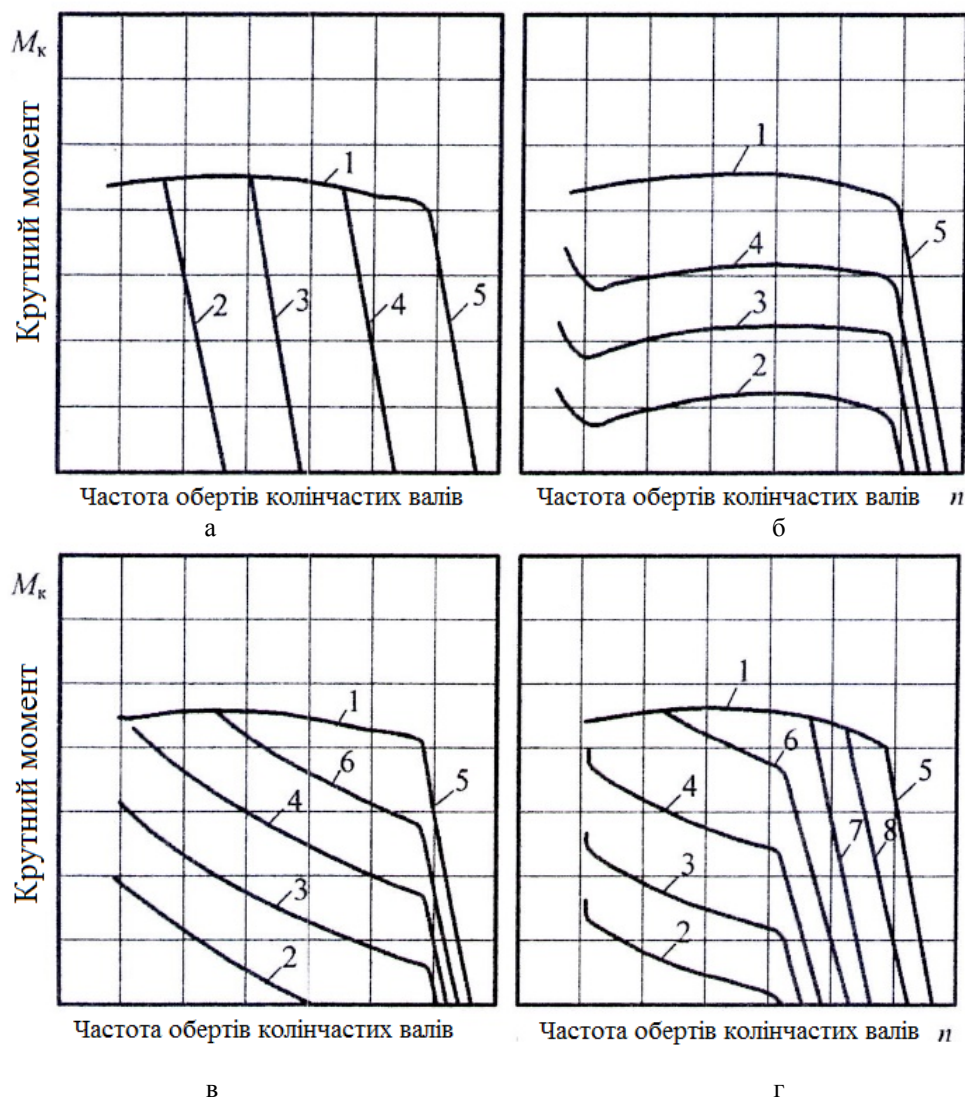 Mк
Крутний момент
1
2
3
4
5
Частота обертів колінчастих валів
а
1
4
5
3
2
Частота обертів колінчастих валів n
б
Mк
Крутний момент
1
6
4
5
3
2
Частота обертів колінчастих валів
в
1
6
4
5
7
8
3
2
Частота обертів колінчастих валів n
г